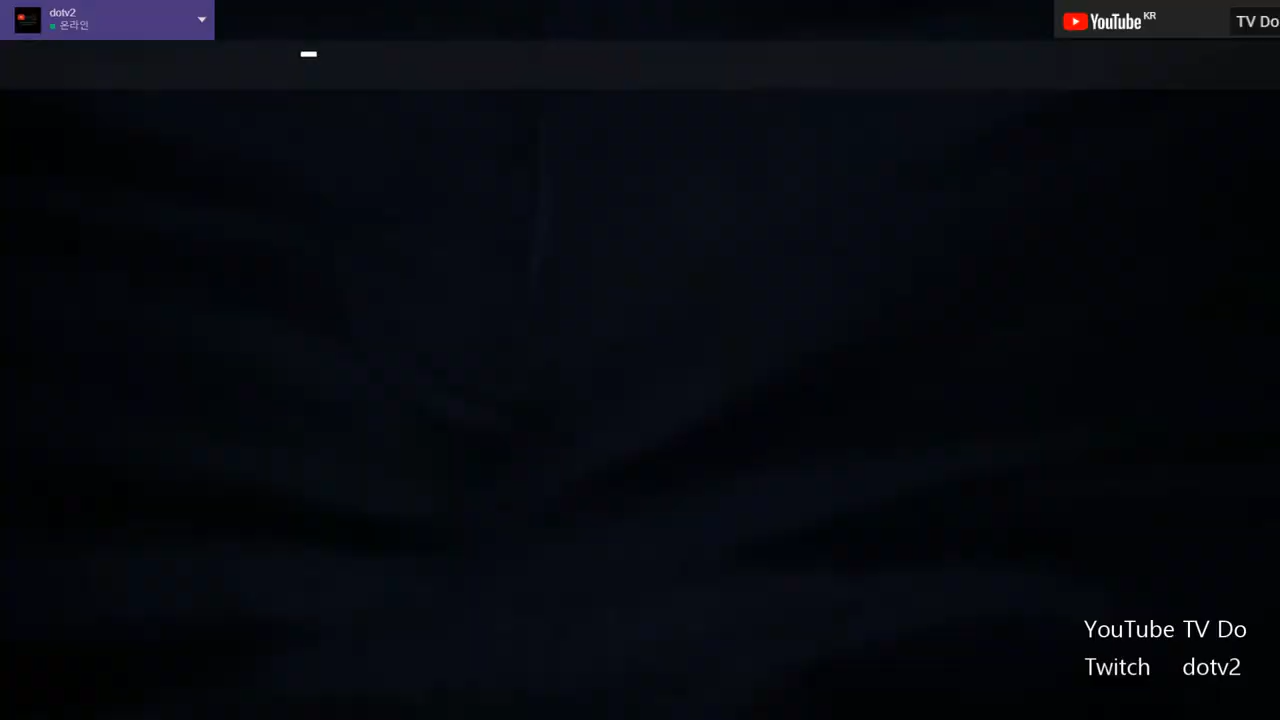 dotv2
온라인
YouTube KR
TV Do
YouTube TV Do
Twitch dotv2